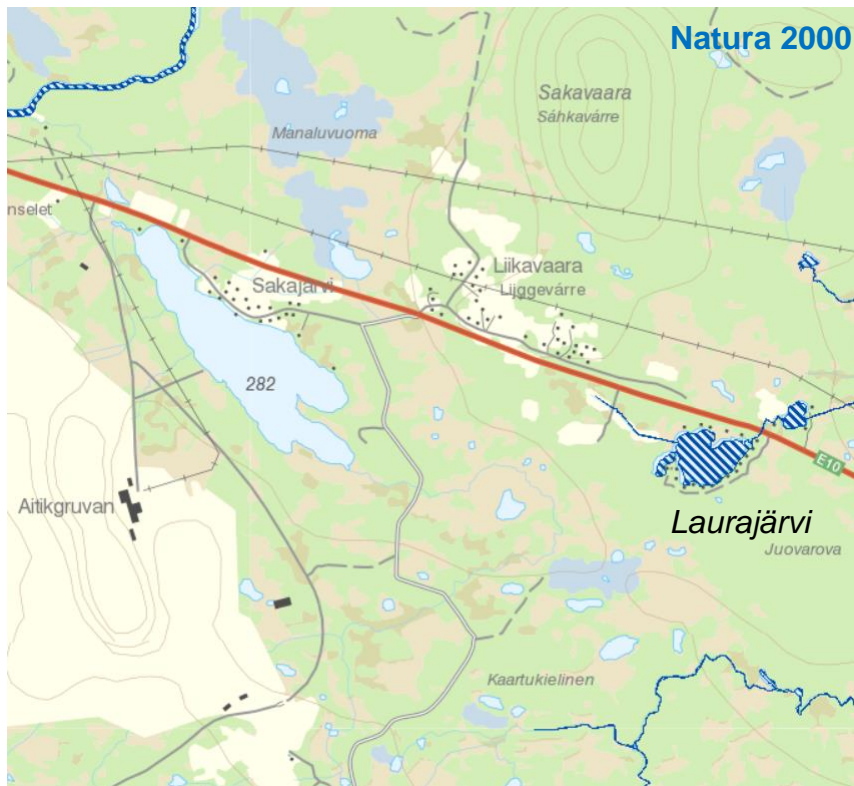 Natura 2000
Sakavaara
Sáhkavárre
Manaluvuoma
nselet
Liikavaara
Lijggevárre
Sakajärvi
282
E10
Aitikgruvan
Laurajärvi
Juovarova
Kaartukielinen